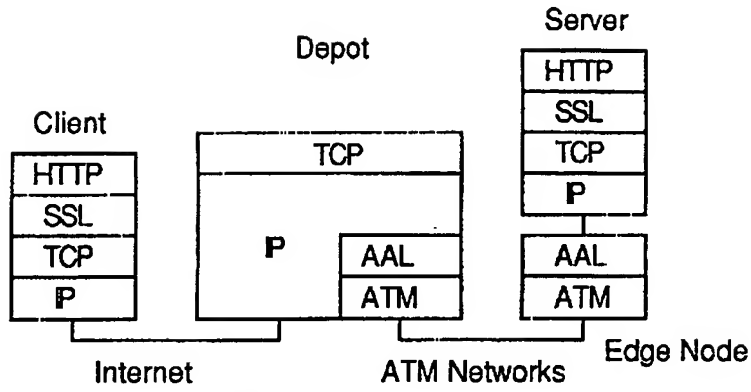 Server
Depot
HTTP
SSL
TCP
IP
Client
HTTP
SSL
TCP
IP
TCP
IP
AAL
ATM
AAL
ATM
Edge Node
Internet
ATM Networks